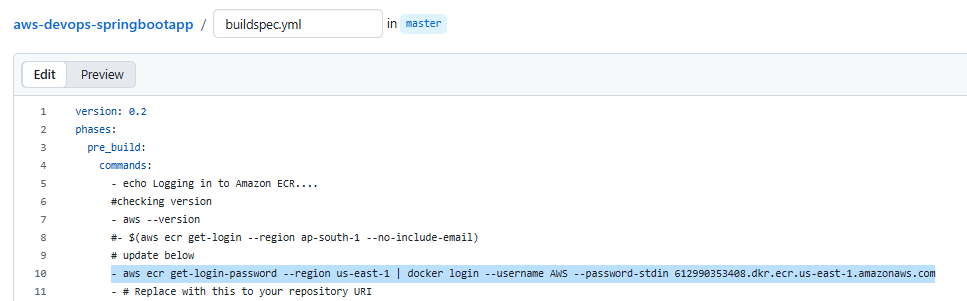 aws-devops-springbootapp / buildspec.yml in master
Edit Preview
1 version: 0.2
2 phases:
3 pre_build:
4 commands:
5 - echo Logging in to Amazon ECR....
6 #checking version
7 - aws --version
8 #- $(aws ecr get-login --region ap-south-1 --no-include-email)
9 # update below
10 - aws ecr get-login-password --region us-east-1 | docker login --username AWS --password-stdin 612990353408.dkr.ecr.us-east-1.amazonaws.com
11 - # Replace with this to your repository URI